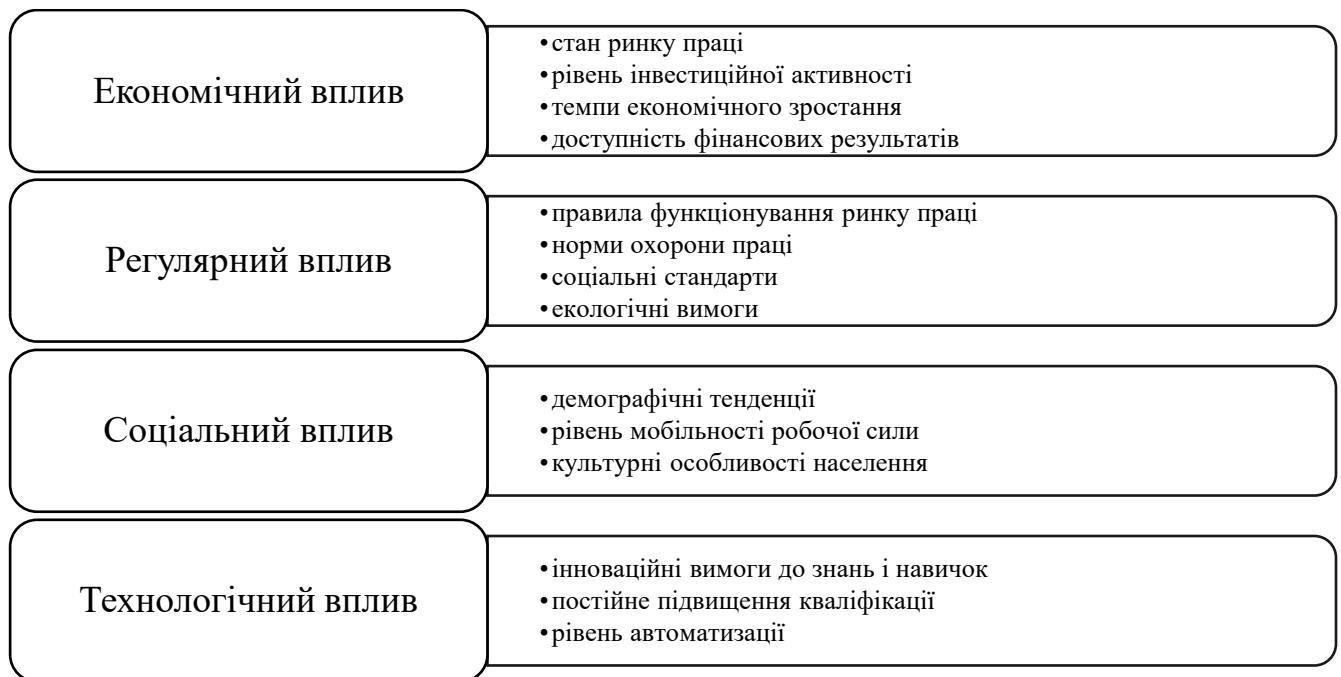 Економічний вплив
•стан ринку праці
•рівень інвестиційної активності
•темпи економічного зростання
•доступність фінансових результатів
Регулярний вплив
•правила функціонування ринку праці
•норми охорони праці
•соціальні стандарти
•екологічні вимоги
Соціальний вплив
•демографічні тенденції
•рівень мобільності робочої сили
•культурні особливості населення
Технологічний вплив
•інноваційні вимоги до знань і навичок
•постійне підвищення кваліфікації
•рівень автоматизації